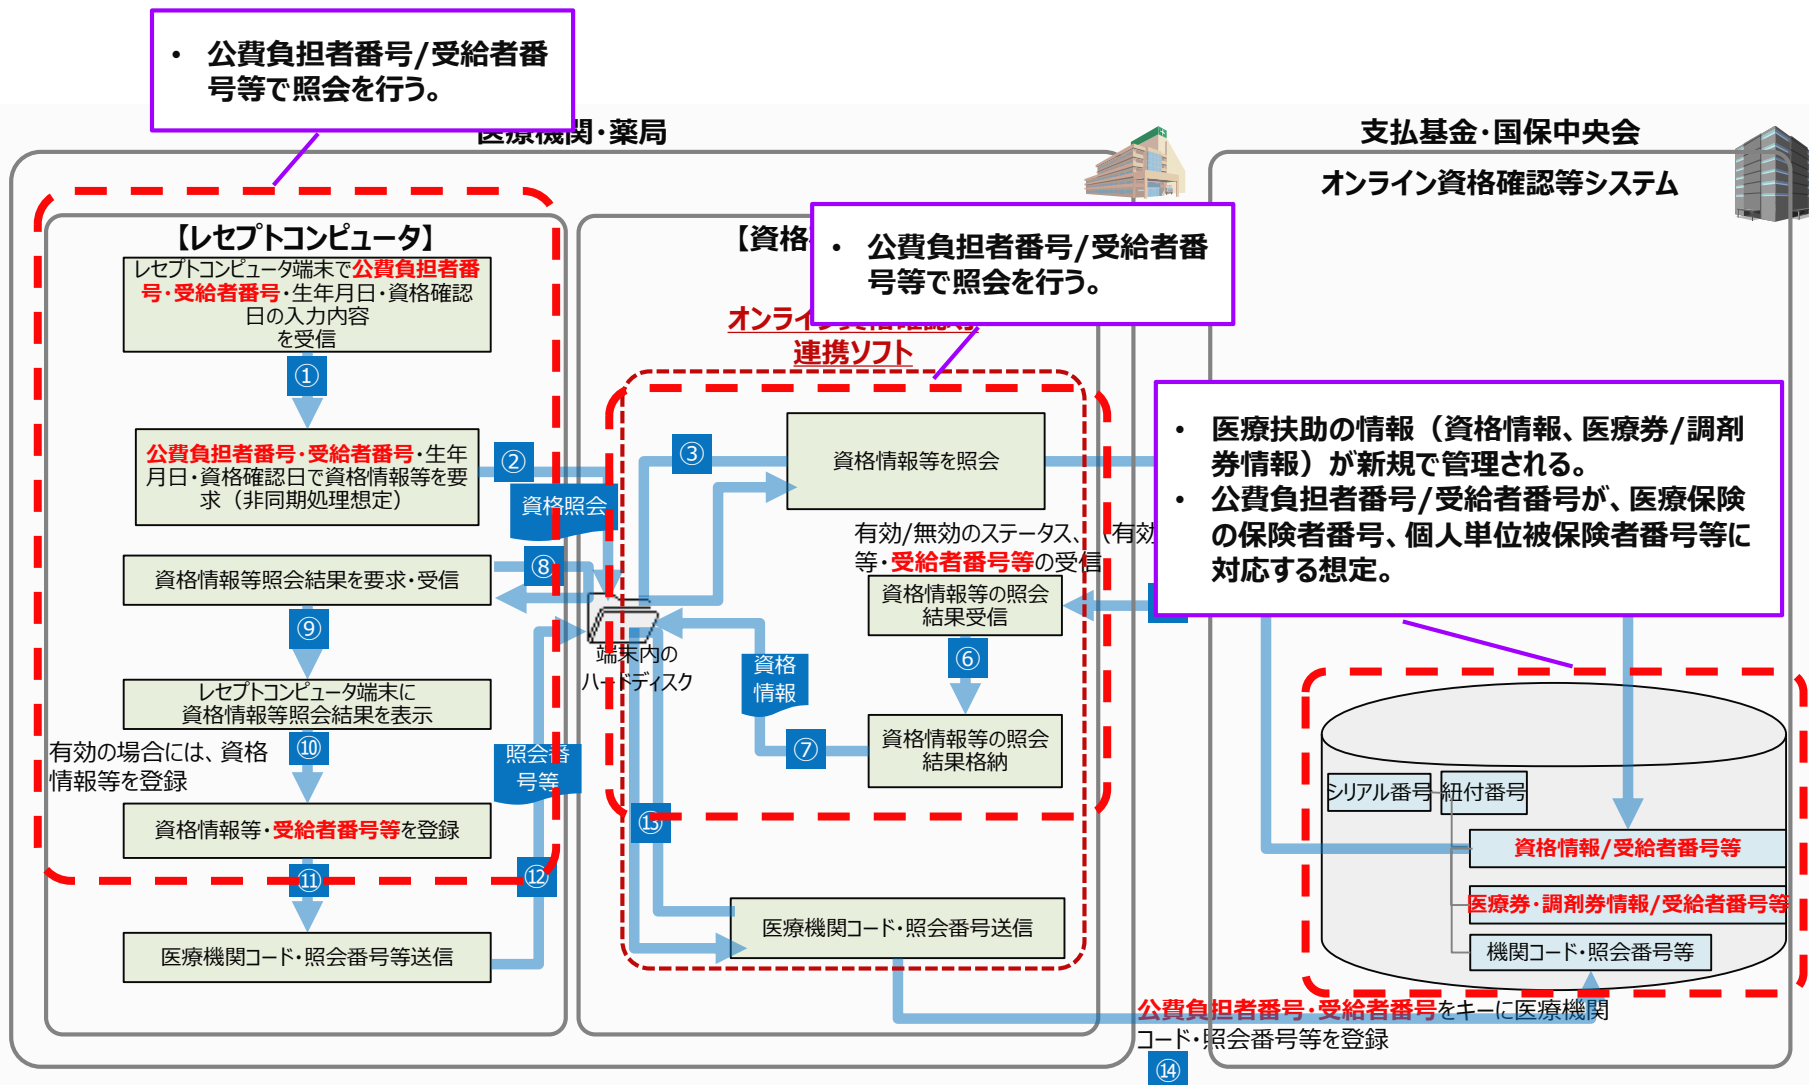 • 公費負担者番号/受給者番
号等で照会を行う。
医療機関・薬局
支払基金・国保中央会
オンライン資格確認等システム
【レセプトコンピュータ】
レセプトコンピュータ端末で公費負担者番
号・受給者番号・生年月日・資格確認
日の入力内容
を受信
①
公費負担者番号・受給者番号・生年
月日・資格確認日で資格情報等を要
求（非同期処理想定）
②
資格照会
資格情報等照会結果を要求・受信
⑧
⑨
レセプトコンピュータ端末に
資格情報等照会結果を表示
有効の場合には、資格
情報等を登録
⑩
照会番
号等
資格情報等・受給者番号等を登録
⑪
⑫
医療機関コード・照会番号等送信
【資格
• 公費負担者番号/受給者番
号等で照会を行う。
オンライン資格確認等
連携ソフト
③
資格情報等を照会
有効/無効のステータス、（有効
等・受給者番号等の受信
資格情報等の照会
結果受信
端末内の
ハードディスク
⑥
資格
情報
⑦
資格情報等の照会
結果格納
⑬
医療機関コード・照会番号送信
• 医療扶助の情報（資格情報、医療券/調剤
券情報）が新規で管理される。
• 公費負担者番号/受給者番号が、医療保険
の保険者番号、個人単位被保険者番号等に
対応する想定。
シリアル番号
紐付番号
資格情報/受給者番号等
医療券・調剤券情報/受給者番号等
機関コード・照会番号等
公費負担者番号・受給者番号をキーに医療機関
コード・照会番号等を登録
⑭